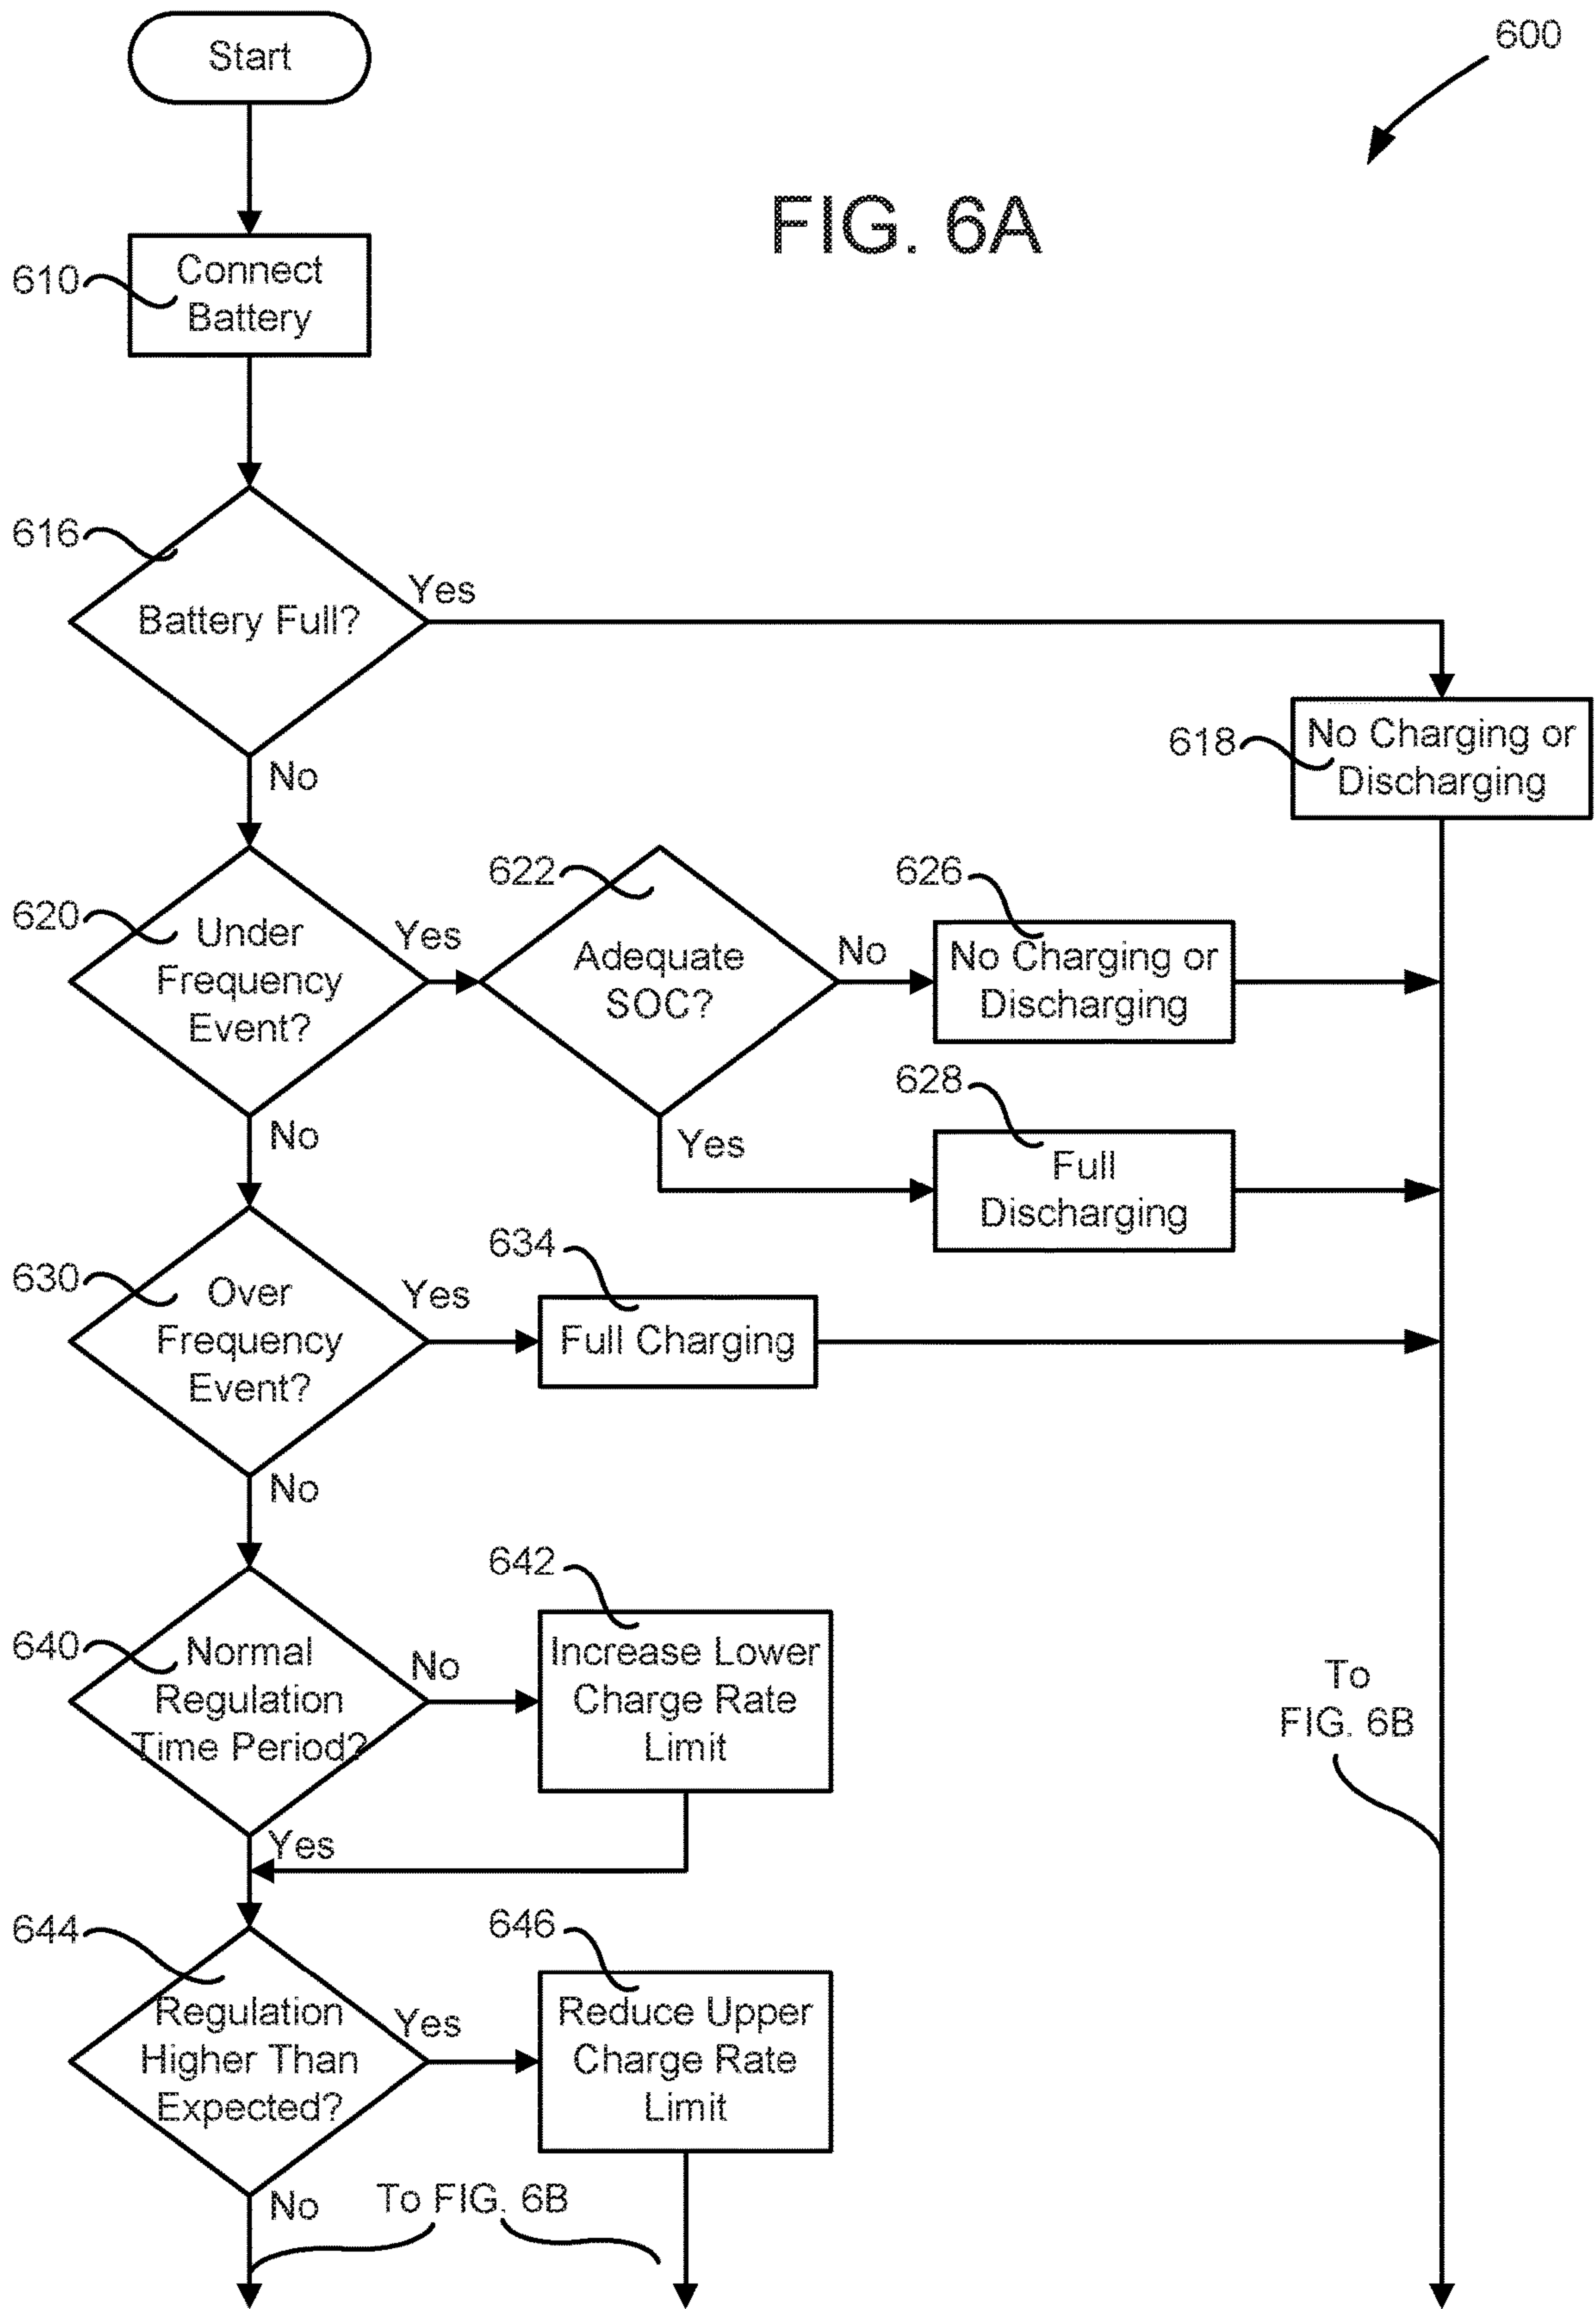 Start
600
FIG. 6A
610
Connect
Battery
616
Battery Full?
Yes
No
618
No Charging or
Discharging
620
Under
Frequency
Event?
Yes
No
622
Adequate
SOC?
No
Yes
626
No Charging or
Discharging
628
Full
Discharging
630
Over
Frequency
Event?
Yes
No
634
Full Charging
640
Normal
Regulation
Time Period?
No
Yes
642
Increase Lower
Charge Rate
Limit
To
FIG. 6B
644
Regulation
Higher Than
Expected?
Yes
No
646
Reduce Upper
Charge Rate
Limit
To FIG. 6B